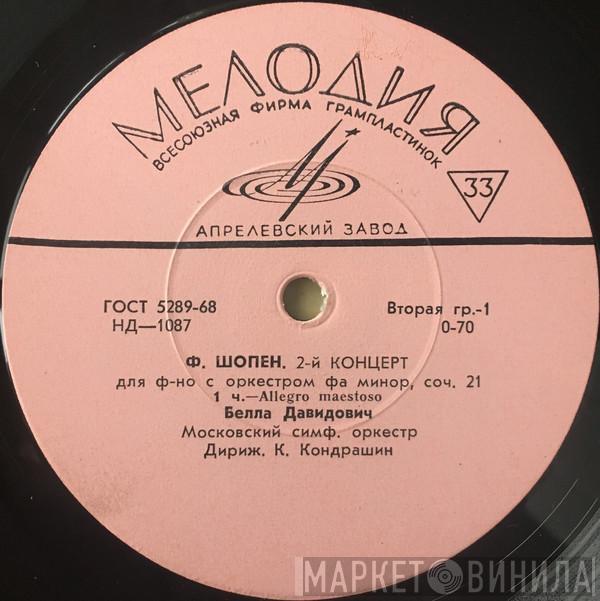 МЕЛОДИЯ
ВСЕСОЮЗНАЯ ФИРМА ГРАМПЛАСТИНОК
33
АПРЕЛЕВСКИЙ ЗАВОД
ГОСТ 5289-68
НД—1087
Вторая гр.-1
0-70
Ф. ШОПЕН. 2-й КОНЦЕРТ
для ф-но с оркестром фа минор, соч. 21
1 ч.—Allegro maestoso
Белла Давидович
Московский симф. оркестр
Дириж. К. Кондрашин
МАРКЕТ ВИНИЛА